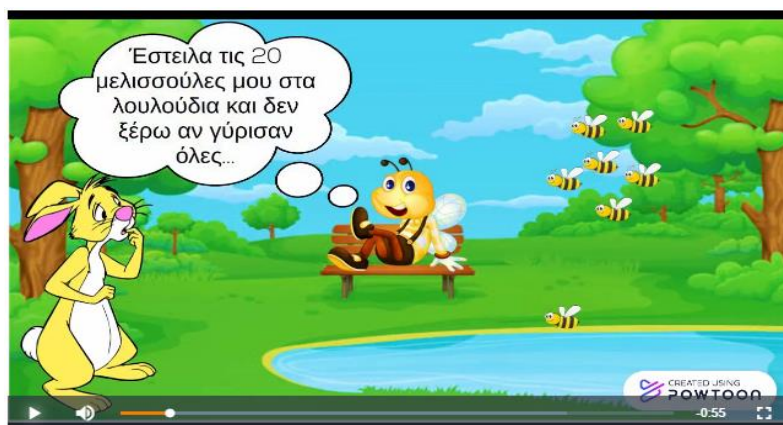 Έστειλα τις 20
μελισσούλες μου στα
λουλούδια και δεν
ξέρω αν γύρισαν
όλες...
CREATED USING
POWTOON
-0:55